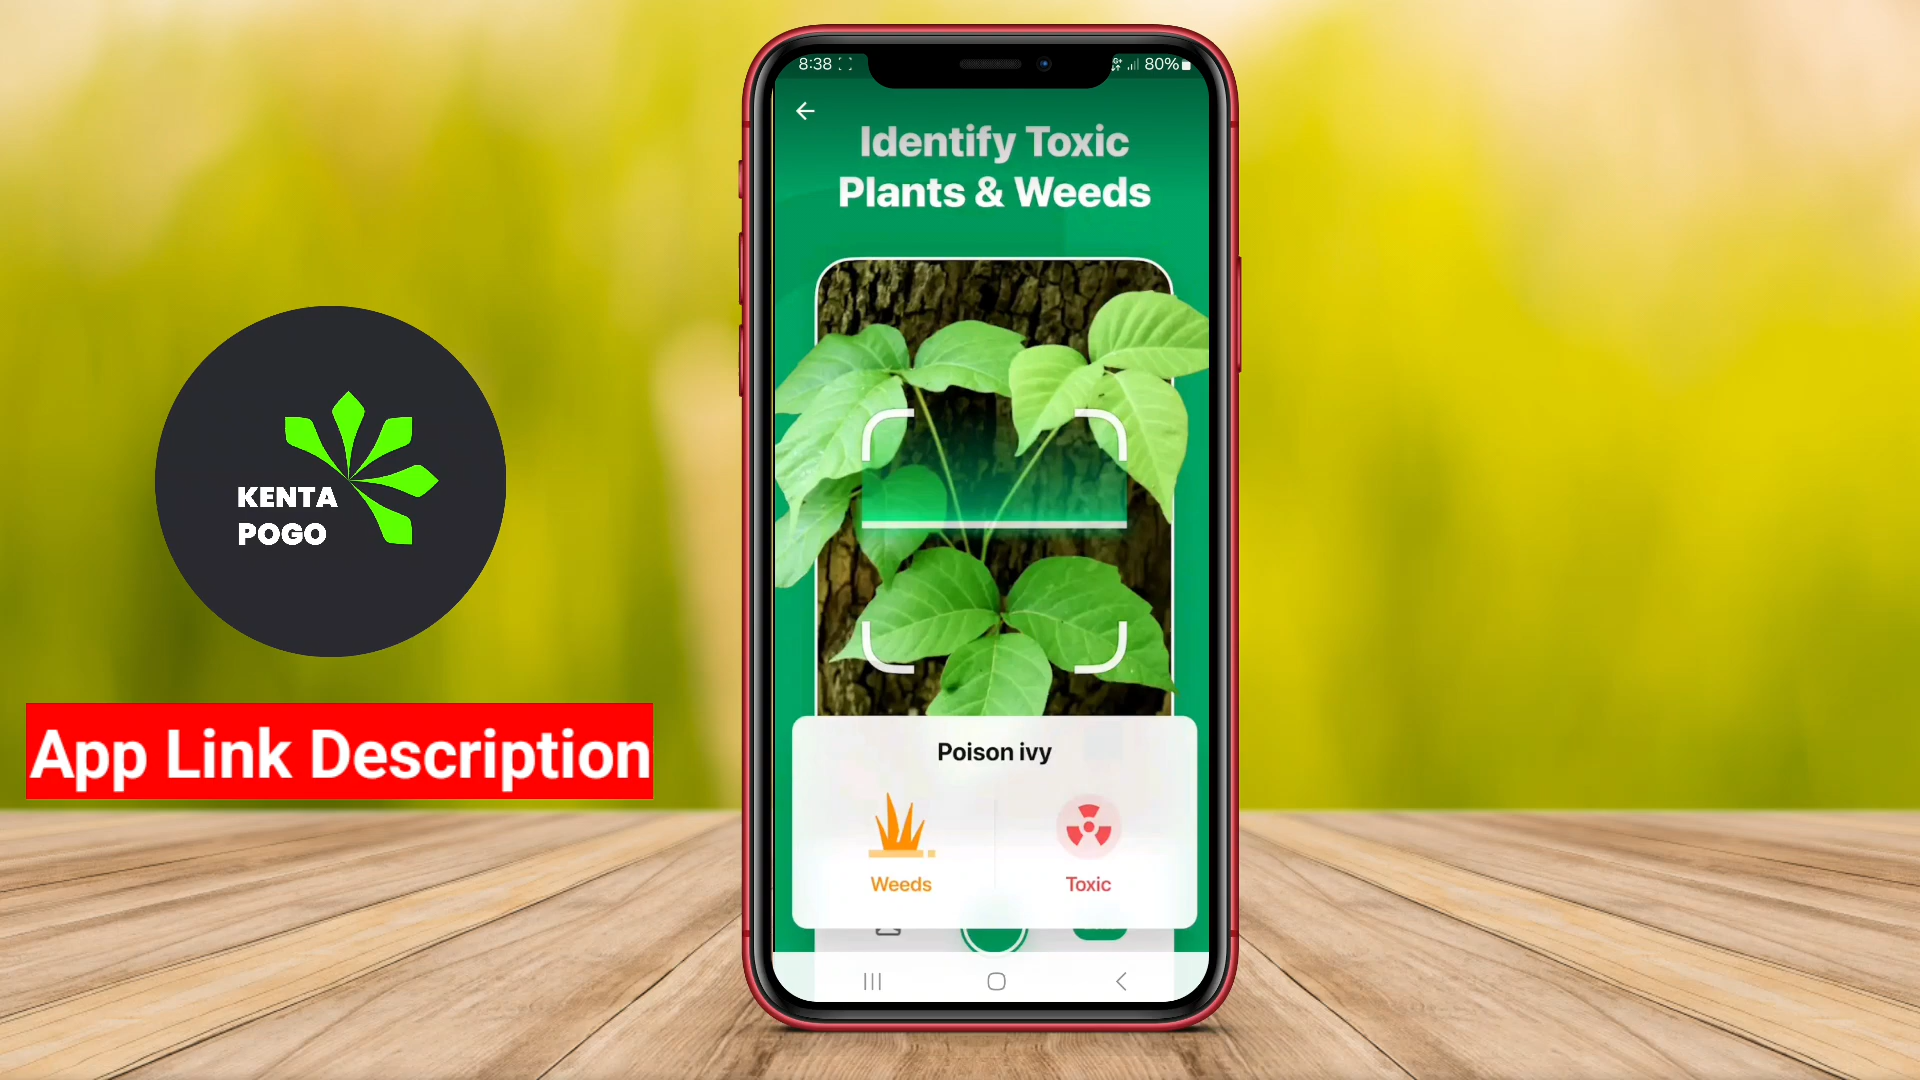 8:38
80%
Identify Toxic
Plants & Weeds
KENTA
POGO
App Link Description
Poison ivy
Weeds
Toxic